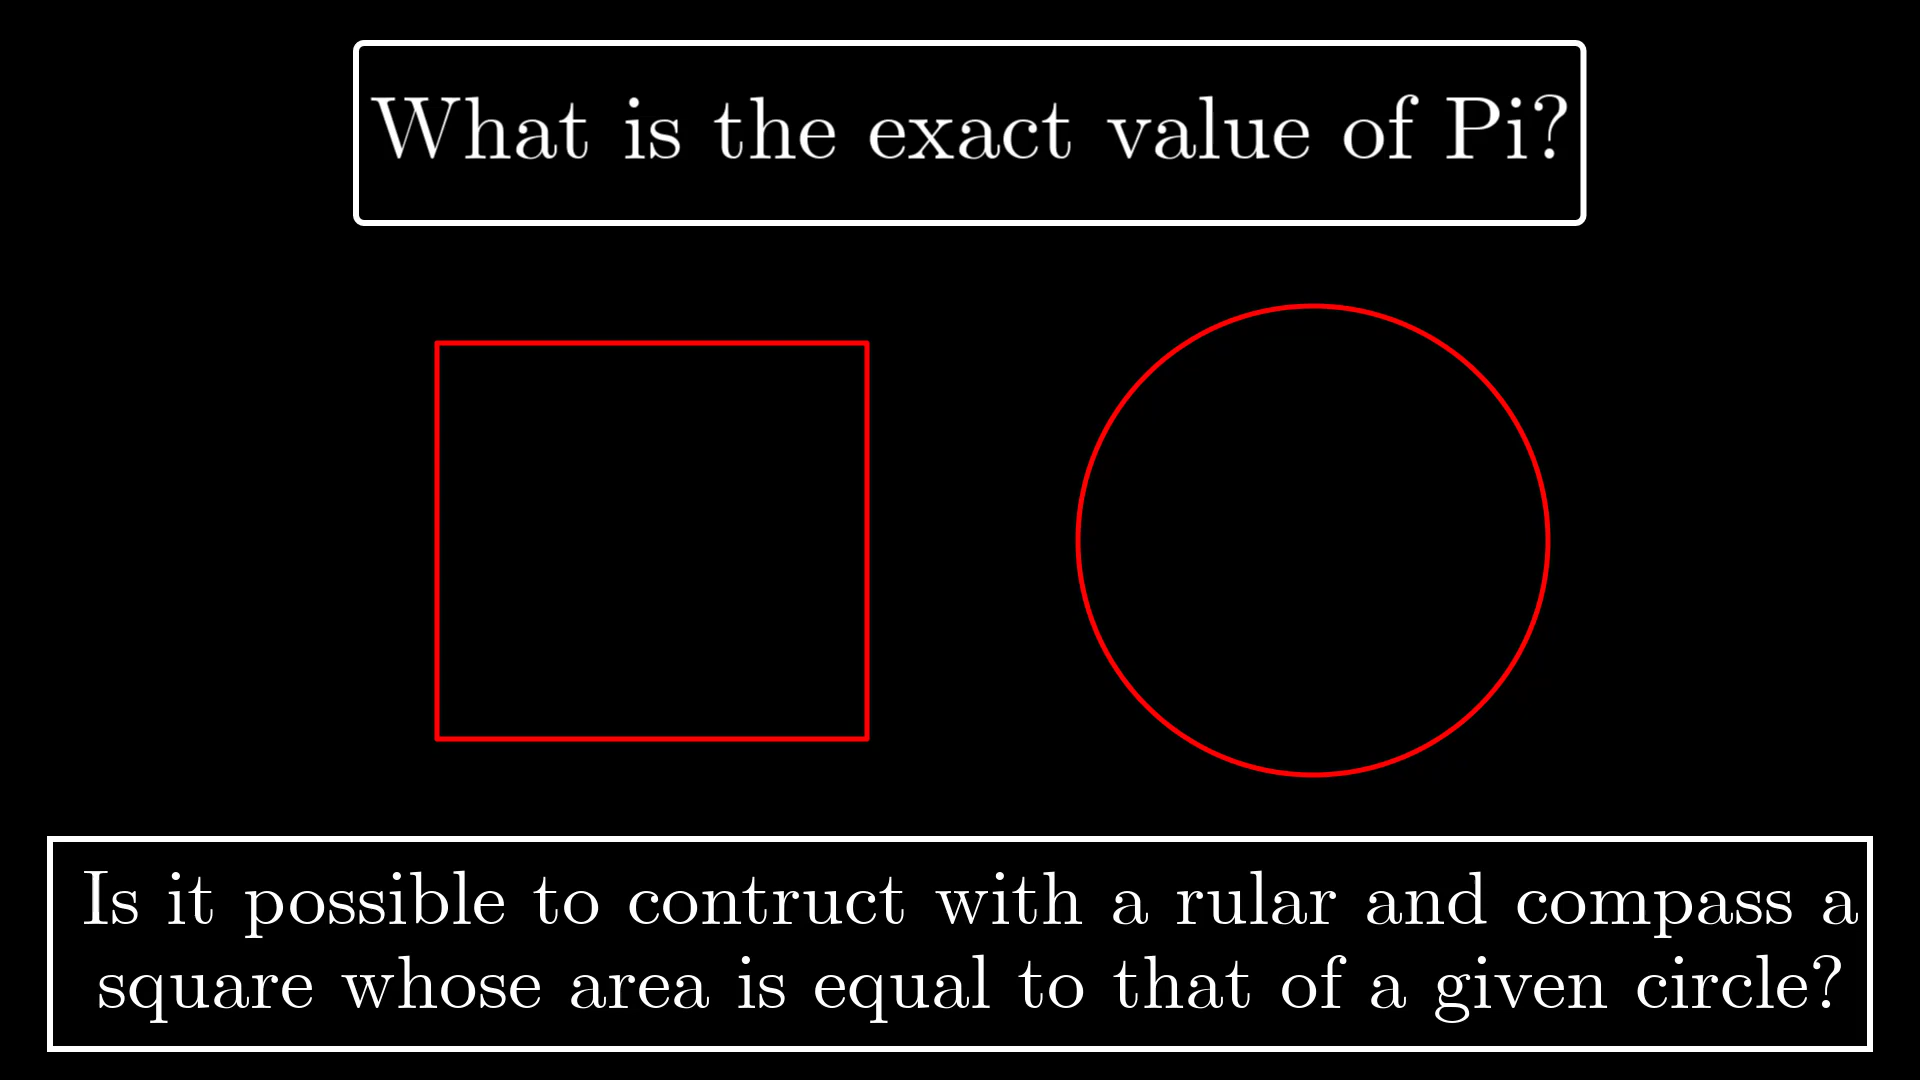 What is the exact value of Pi?
Is it possible to contruct with a rular and compass a
square whose area is equal to that of a given circle?